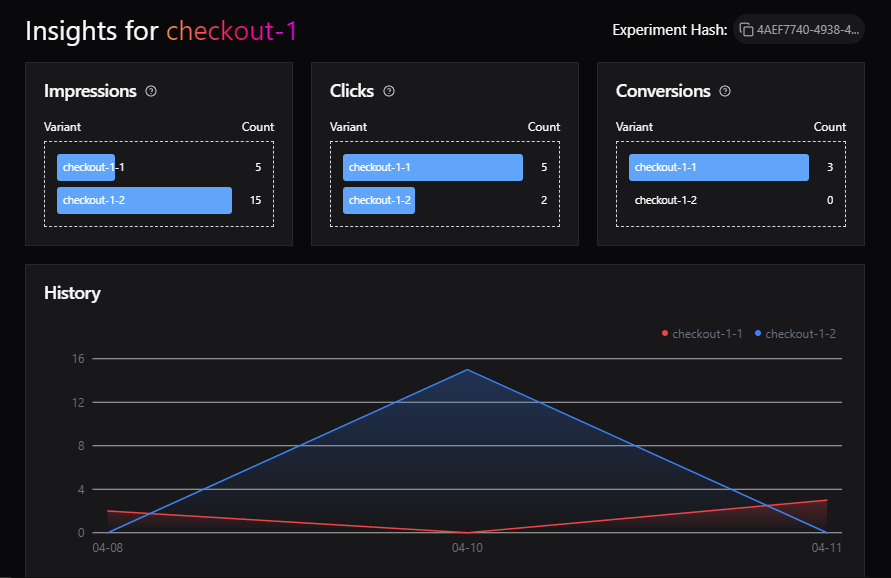 Insights for checkout-1
Experiment Hash: 4AEF7740-4938-4...
Impressions
Variant Count
checkout-1-1 5
checkout-1-2 15
Clicks
Variant Count
checkout-1-1 5
checkout-1-2 2
Conversions
Variant Count
checkout-1-1 3
checkout-1-2 0
History
checkout-1-1 checkout-1-2
16
12
8
4
0
04-08 04-10 04-11